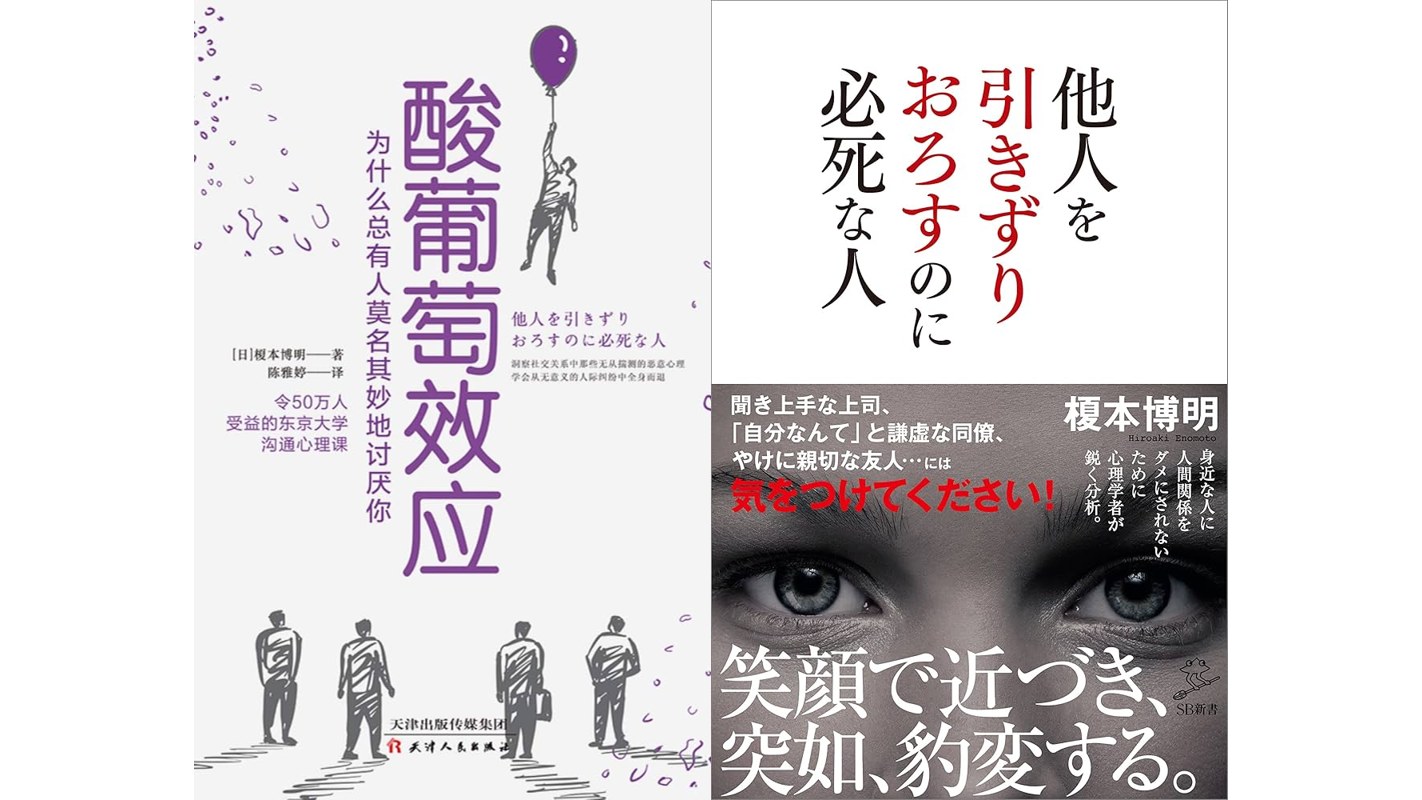 酸葡萄效应
为什么总有人莫名其妙地讨厌你
他人を引きずり
おろすのに必死な人
洞察社交关系中那些无从揣测的恶意心理
学会从无意义的人际纠纷中全身而退
[日]榎本博明——著
陈雅婷——译
令50万人
受益的东京大学
沟通心理课
天津出版传媒集团
天津人民出版社
他人を
引きずり
おろすのに
必死な人
聞き上手な上司、
「自分なんて」と謙虚な同僚、
やけに親切な友人…には
気をつけてください!
榎本博明
Hiroaki Enomoto
身近な人に
人間関係を
ダメにされない
ために
心理学者が
鋭く分析。
笑顔で近づき、
突如、豹変する。
SB新書